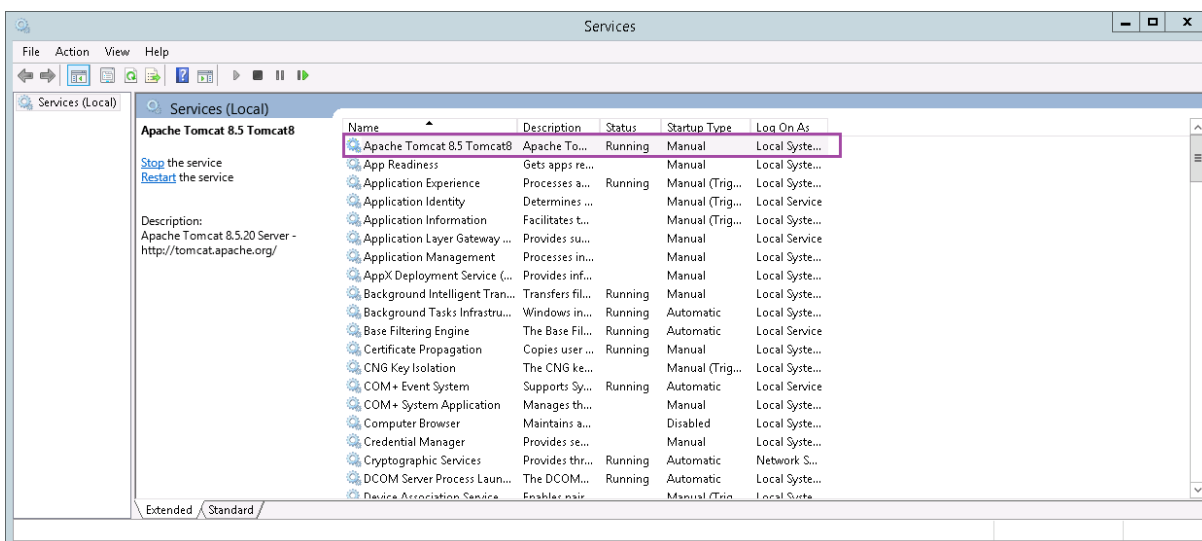 Services
File Action View Help
Services (Local)
Services (Local)
Apache Tomcat 8.5 Tomcat8
Stop the service
Restart the service
Description:
Apache Tomcat 8.5.20 Server -
http://tomcat.apache.org/
Name Description Status Startup Type Log On As
Apache Tomcat 8.5 Tomcat8 Apache To... Running Manual Local Syste...
App Readiness Gets apps re... Manual Local Syste...
Application Experience Processes a... Running Manual (Trig... Local Syste...
Application Identity Determines ... Manual (Trig... Local Service
Application Information Facilitates t... Manual (Trig... Local Syste...
Application Layer Gateway ... Provides su... Manual Local Service
Application Management Processes in... Manual Local Syste...
AppX Deployment Service (... Provides inf... Manual Local Syste...
Background Intelligent Tran... Transfers fil... Running Manual Local Syste...
Background Tasks Infrastru... Windows in... Running Automatic Local Syste...
Base Filtering Engine The Base Fil... Running Automatic Local Service
Certificate Propagation Copies user ... Running Manual Local Syste...
CNG Key Isolation The CNG ke... Manual (Trig... Local Syste...
COM+ Event System Supports Sy... Running Automatic Local Service
COM+ System Application Manages th... Manual Local Syste...
Computer Browser Maintains a... Disabled Local Syste...
Credential Manager Provides se... Manual Local Syste...
Cryptographic Services Provides thr... Running Automatic Network S...
DCOM Server Process Laun... The DCOM... Running Automatic Local Syste...
Device Association Service Enables pair... Manual (Trig... Local Syste...
Extended Standard